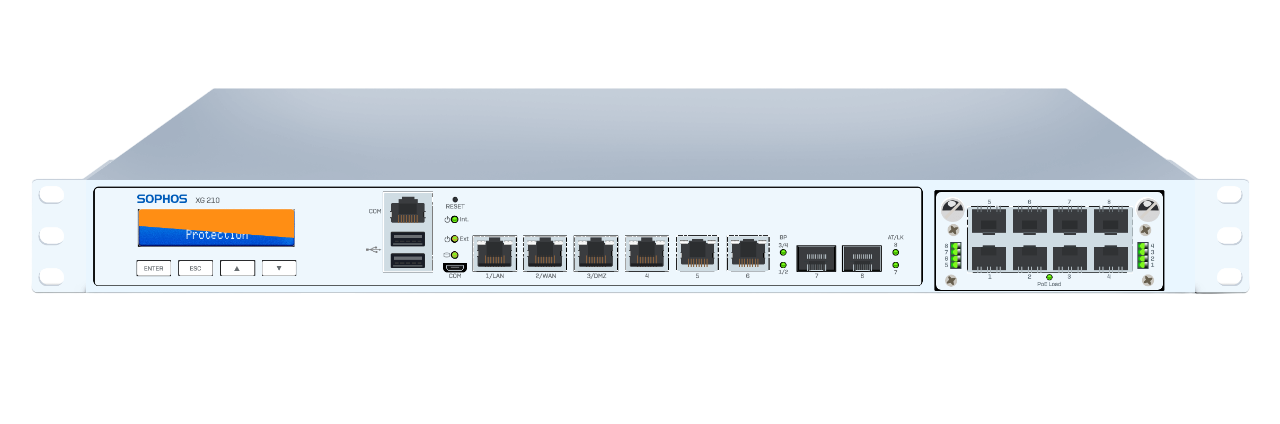 SOPHOS XG 210
Protection
ENTER ESC
COM
RESET
Int.
Ext
COM
1/LAN 2/WAN 3/DMZ 4 5 6
BP
3/4
1/2
7 8
AT/LK
8
7
5 6 7 8
8
7
6
5
4
3
2
1
1 2 3 4
PoE Load